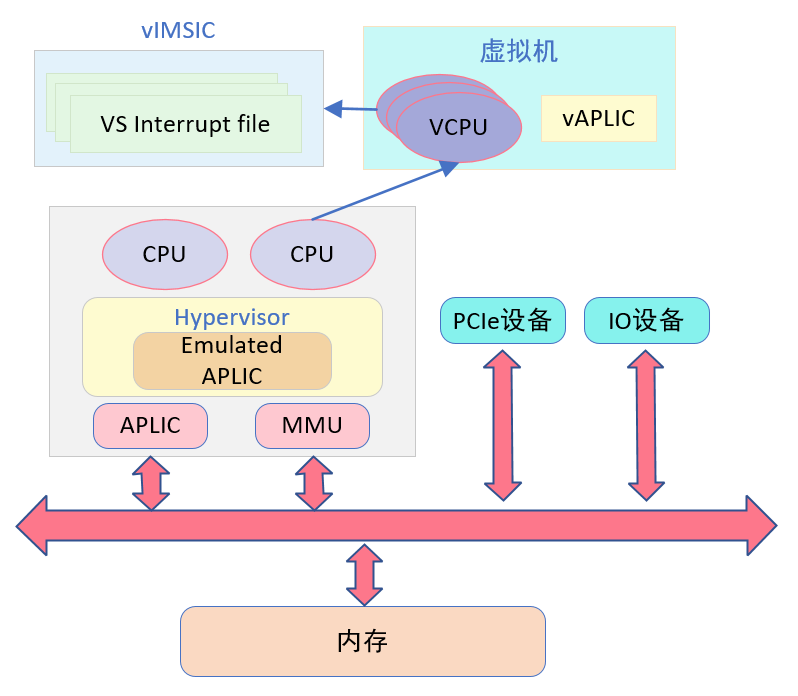 vIMSIC
虚拟机
VS Interrupt file
VCPU
vAPLIC
CPU
CPU
Hypervisor
Emulated
APLIC
PCIe设备
IO设备
APLIC
MMU
内存